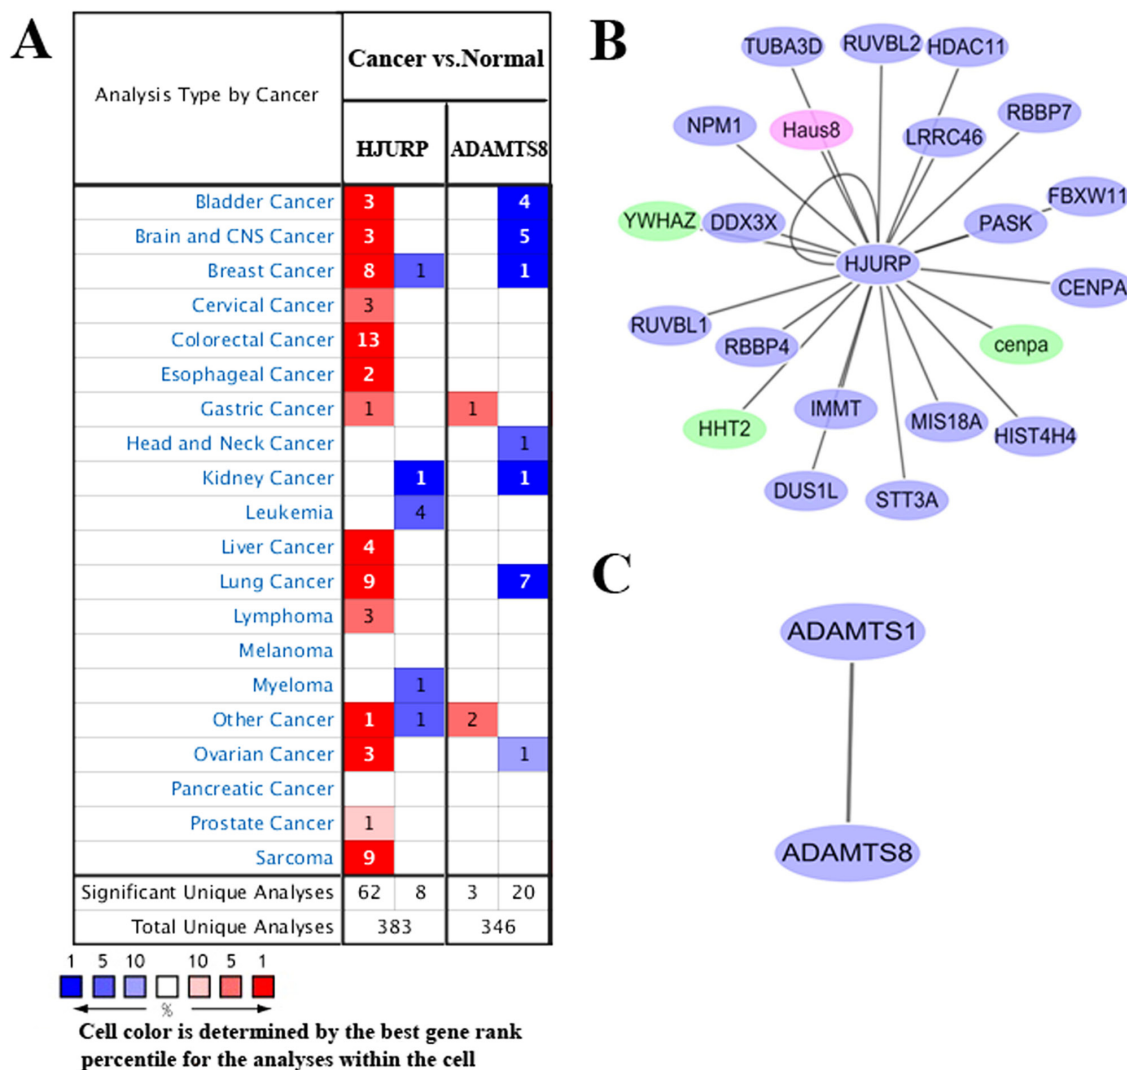 A
Analysis Type by Cancer
Cancer vs.Normal
HJURP ADAMTS8
Bladder Cancer 3 4
Brain and CNS Cancer 3 5
Breast Cancer 8 1 1
Cervical Cancer 3
Colorectal Cancer 13
Esophageal Cancer 2
Gastric Cancer 1 1
Head and Neck Cancer 1
Kidney Cancer 1 1
Leukemia 4
Liver Cancer 4
Lung Cancer 9 7
Lymphoma 3
Melanoma
Myeloma 1
Other Cancer 1 1 2
Ovarian Cancer 3 1
Pancreatic Cancer
Prostate Cancer 1
Sarcoma 9
Significant Unique Analyses 62 8 3 20
Total Unique Analyses 383 346
1 5 10 10 5 1
%
Cell color is determined by the best gene rank
percentile for the analyses within the cell
B
TUBA3D RUVBL2 HDAC11
NPM1 Haus8 LRRC46 RBBP7
YWHAZ DDX3X PASK FBXW11
HJURP
CENPA
RUVBL1 RBBP4 cenpa
HHT2 IMMT MIS18A HIST4H4
DUS1L STT3A
C
ADAMTS1
ADAMTS8